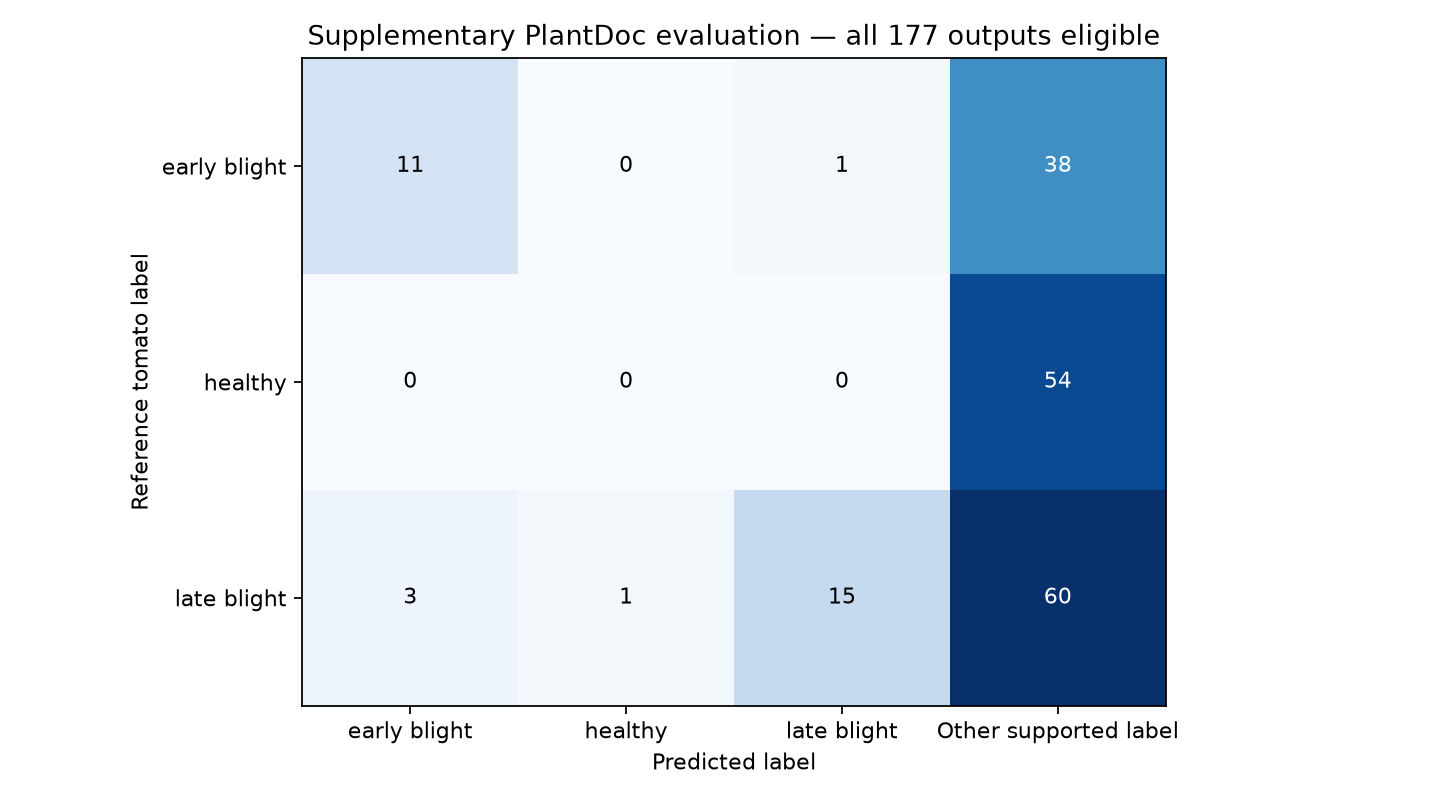 Supplementary PlantDoc evaluation — all 177 outputs eligible
Reference tomato label
early blight
11
0
1
38
healthy
0
0
0
54
late blight
3
1
15
60
early blight
healthy
late blight
Other supported label
Predicted label